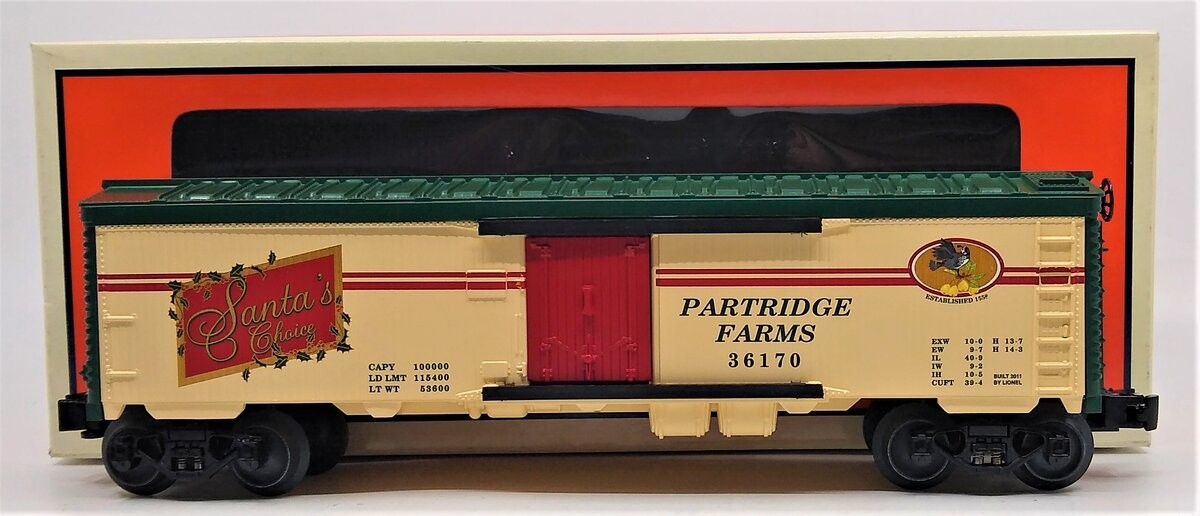 Santa's
Choice
CAPY 100000
LD LMT 115400
LT WT 53600
PARTRIDGE
FARMS
36170
ESTABLISHED 1559
EXW 10-0 H 13-7
EW 9-7 H 14-3
IL 40-9
IW 9-2
IH 10-5 BUILT 2011
CUFT 39-4 BY LIONEL